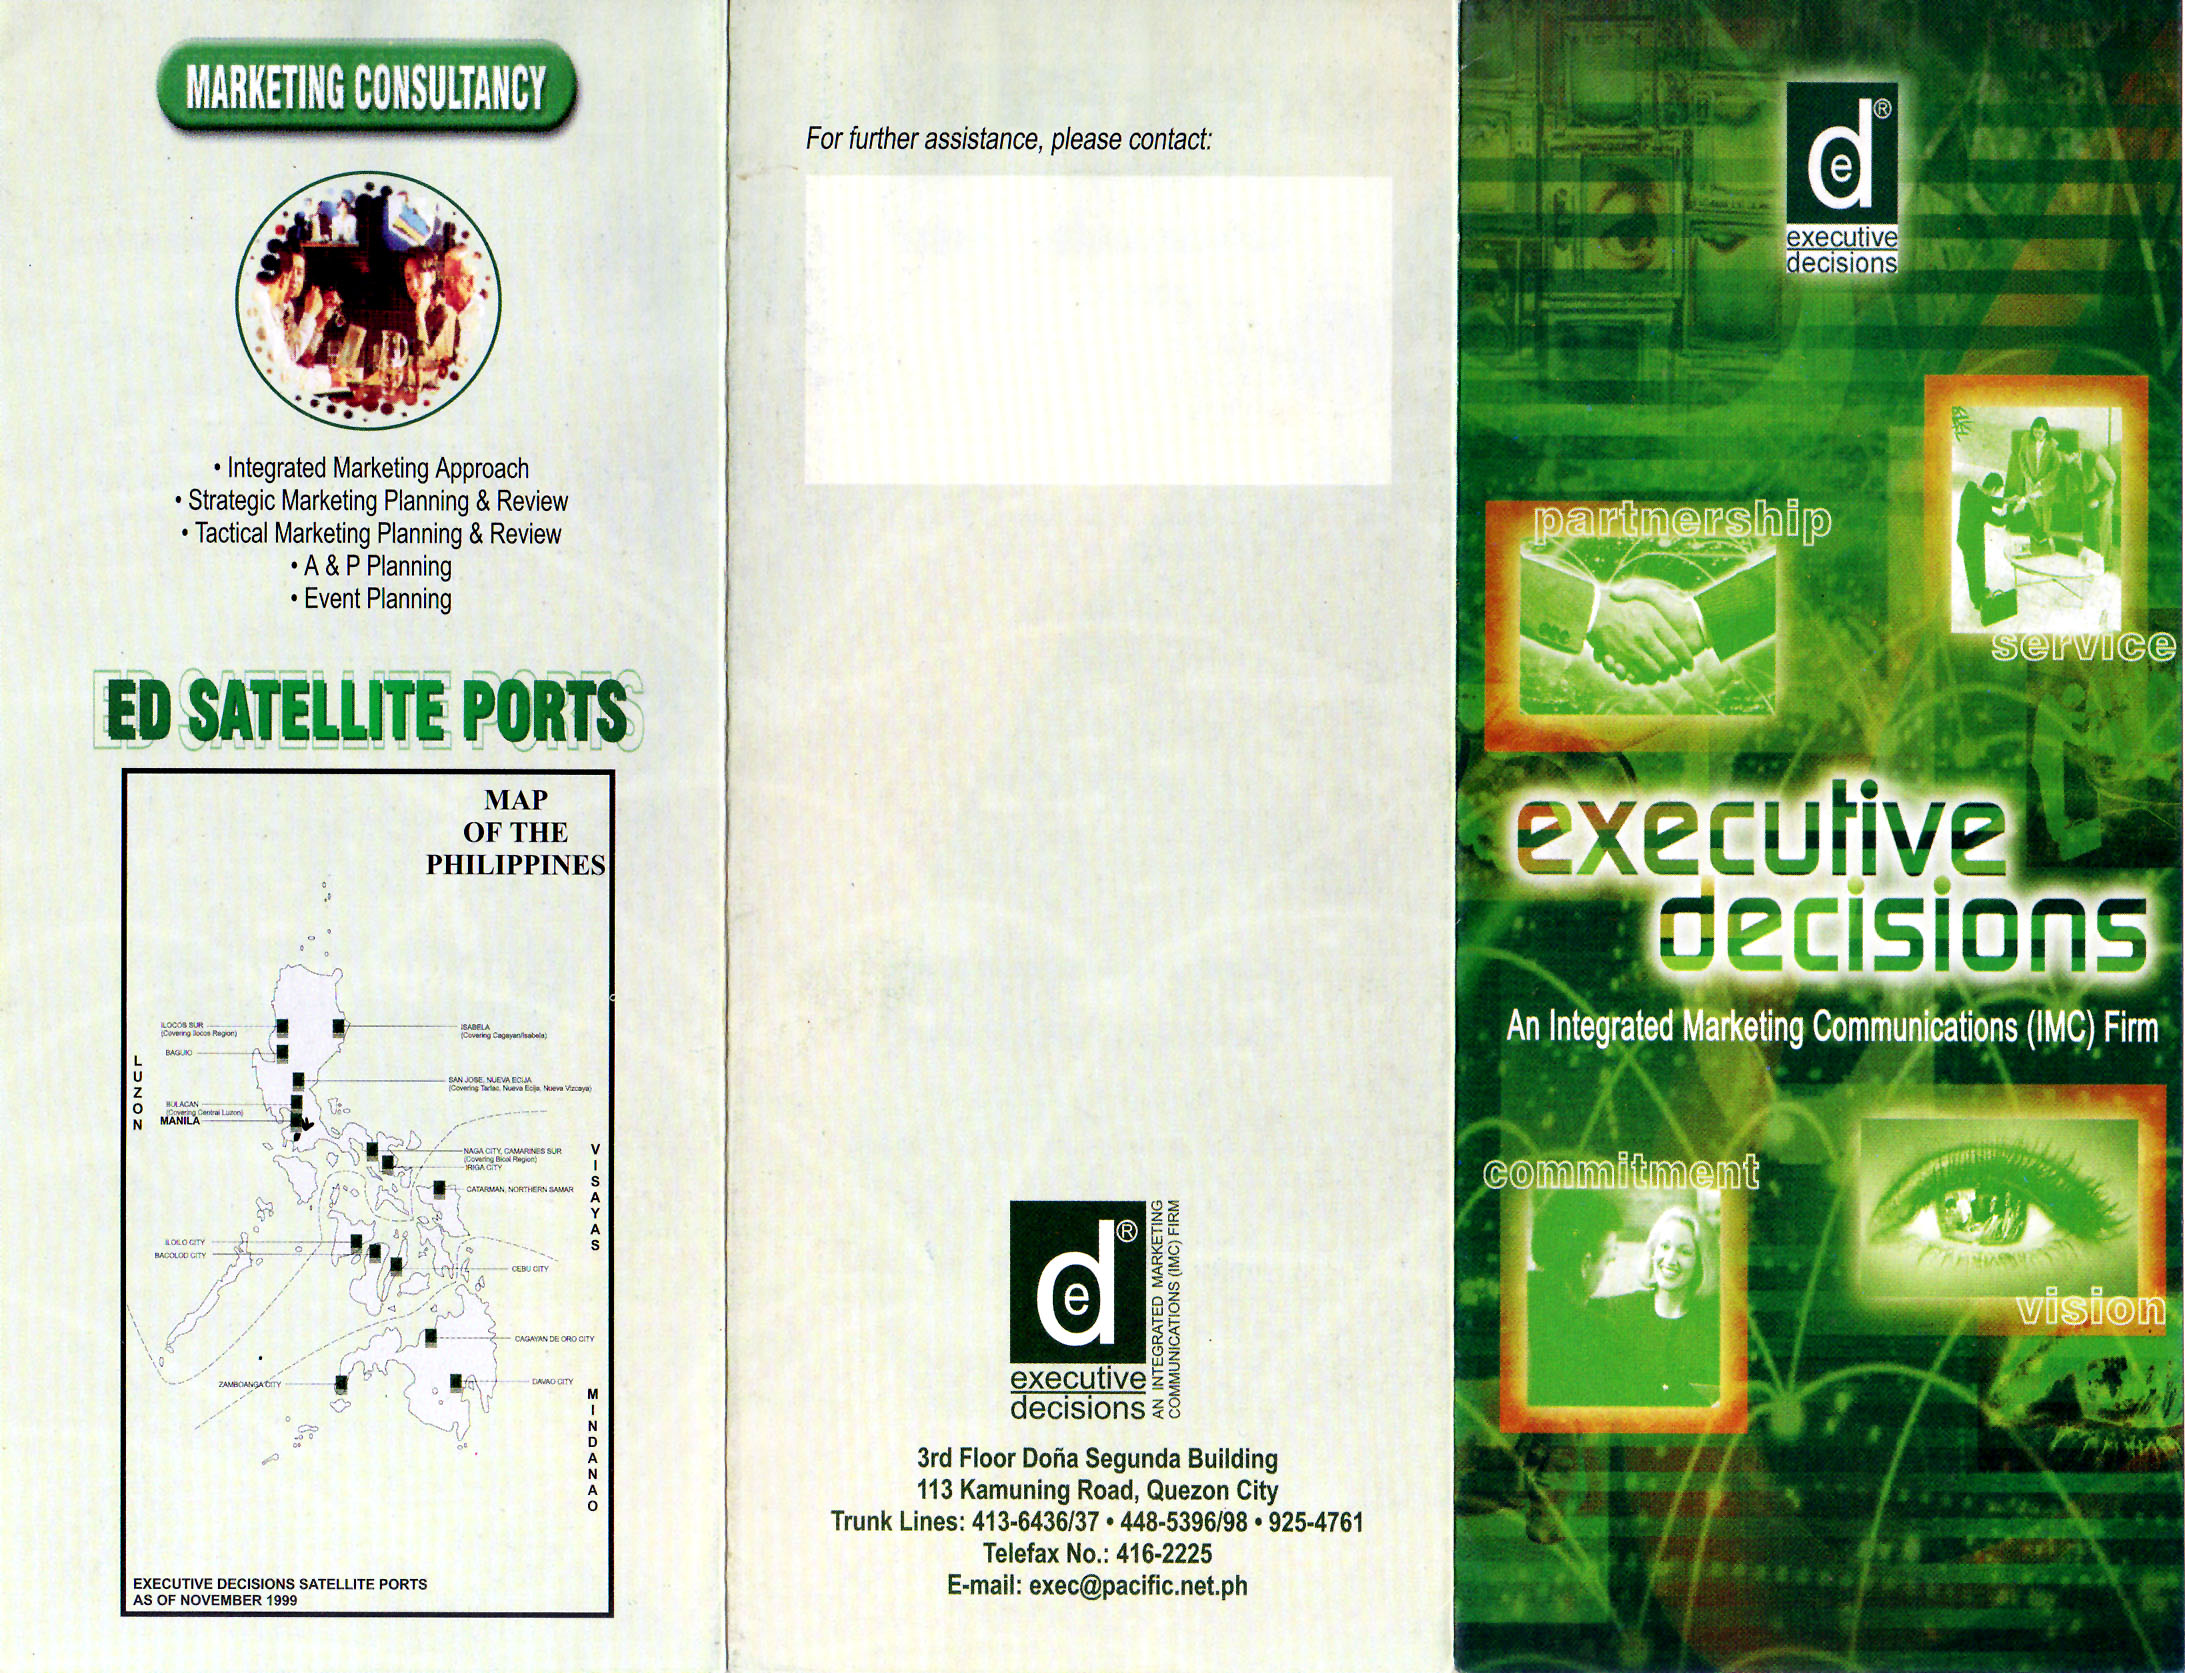 MARKETING CONSULTANCY
• Integrated Marketing Approach
• Strategic Marketing Planning & Review
• Tactical Marketing Planning & Review
• A & P Planning
• Event Planning
ED SATELLITE PORTS
MAP
OF THE
PHILIPPINES
ILOCOS SUR
(Covering Ilocos Region)
ISABELA
(Covering Cagayan/Isabela)
BAGUIO
LUZON
SAN JOSE, NUEVA ECIJA
(Covering Tarlac, Nueva Ecija, Nueva Vizcaya)
BULACAN
(Covering Central Luzon)
MANILA
NAGA CITY, CAMARINES SUR
(Covering Bicol Region)
IRIGA CITY
VISAYAS
CATARMAN, NORTHERN SAMAR
ILOILO CITY
BACOLOD CITY
CEBU CITY
CAGAYAN DE ORO CITY
ZAMBOANGA CITY
DAVAO CITY
MINDANAO
EXECUTIVE DECISIONS SATELLITE PORTS
AS OF NOVEMBER 1999
For further assistance, please contact:
de®
executive
decisions
AN INTEGRATED MARKETING
COMMUNICATIONS (IMC) FIRM
3rd Floor Doña Segunda Building
113 Kamuning Road, Quezon City
Trunk Lines: 413-6436/37 • 448-5396/98 • 925-4761
Telefax No.: 416-2225
E-mail: exec@pacific.net.ph
de®
executive
decisions
partnership
service
executive
decisions
An Integrated Marketing Communications (IMC) Firm
commitment
vision